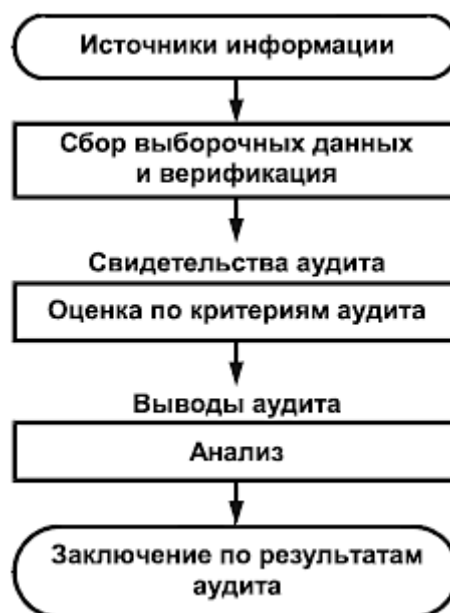 Источники информации
Сбор выборочных данных
и верификация
Свидетельства аудита
Оценка по критериям аудита
Выводы аудита
Анализ
Заключение по результатам
аудита